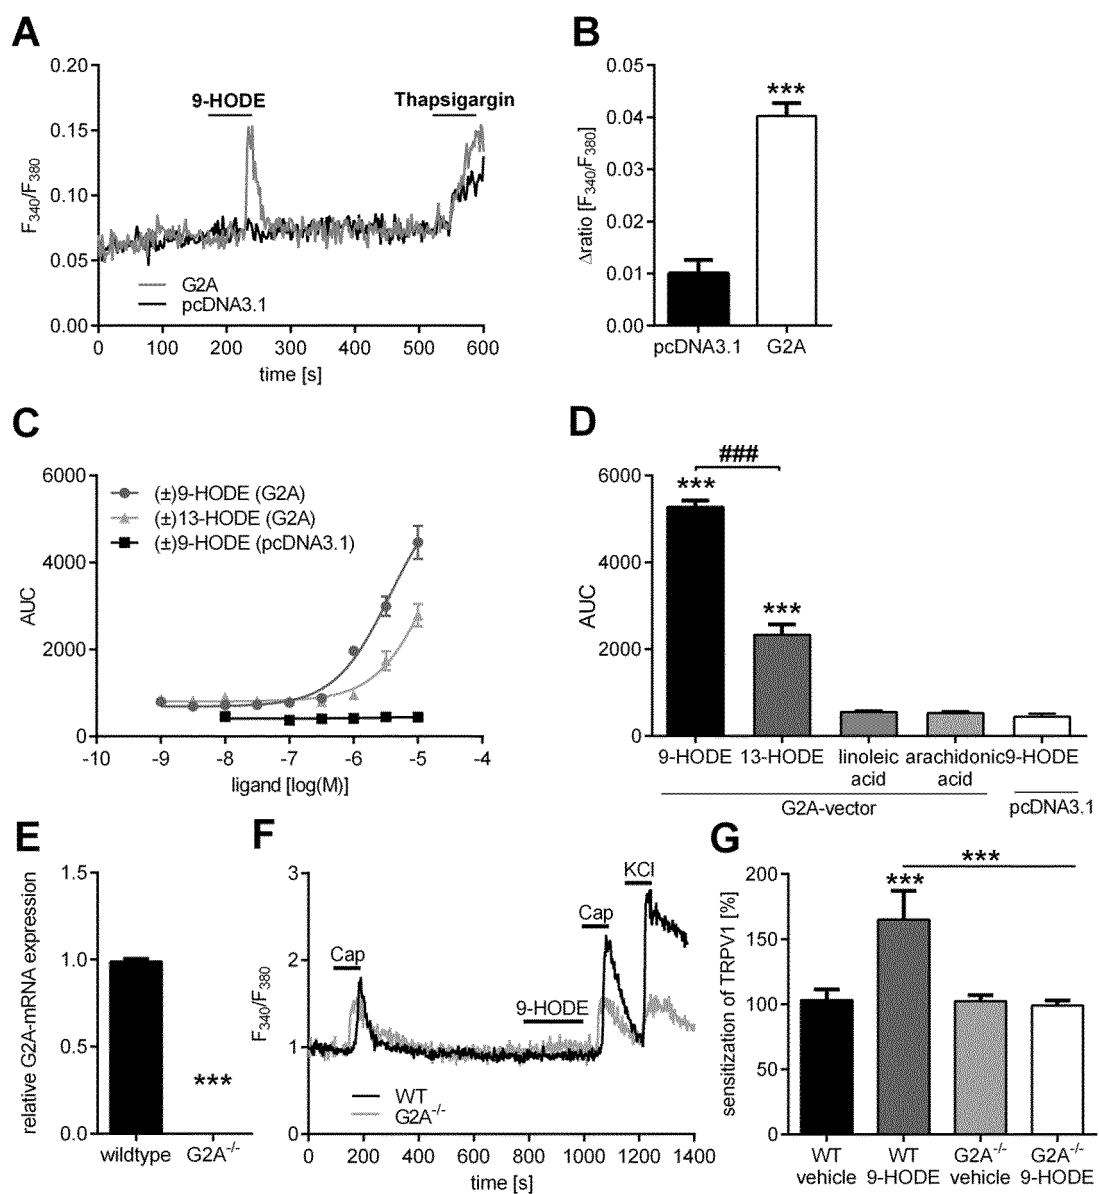 A
0.20
0.15
0.10
0.05
0.00
F340/F380
9-HODE
Thapsigargin
G2A
pcDNA3.1
0 100 200 300 400 500 600
time [s]
B
0.05
0.04
0.03
0.02
0.01
0.00
Δratio [F340/F380]
***
pcDNA3.1 G2A
C
6000
4000
2000
0
AUC
(±)9-HODE (G2A)
(±)13-HODE (G2A)
(±)9-HODE (pcDNA3.1)
-10 -9 -8 -7 -6 -5 -4
ligand [log(M)]
D
6000
4000
2000
0
AUC
###
***
***
9-HODE 13-HODE linoleic arachidonic 9-HODE
acid acid
G2A-vector pcDNA3.1
E
1.5
1.0
0.5
0.0
relative G2A-mRNA expression
***
wildtype G2A-/-
F
3
2
1
0
F340/F380
Cap
9-HODE
Cap
KCl
WT
G2A-/-
0 200 400 600 800 1000 1200 1400
time [s]
G
200
150
100
50
0
sensitization of TRPV1 [%]
***
***
WT WT G2A-/- G2A-/-
vehicle 9-HODE vehicle 9-HODE